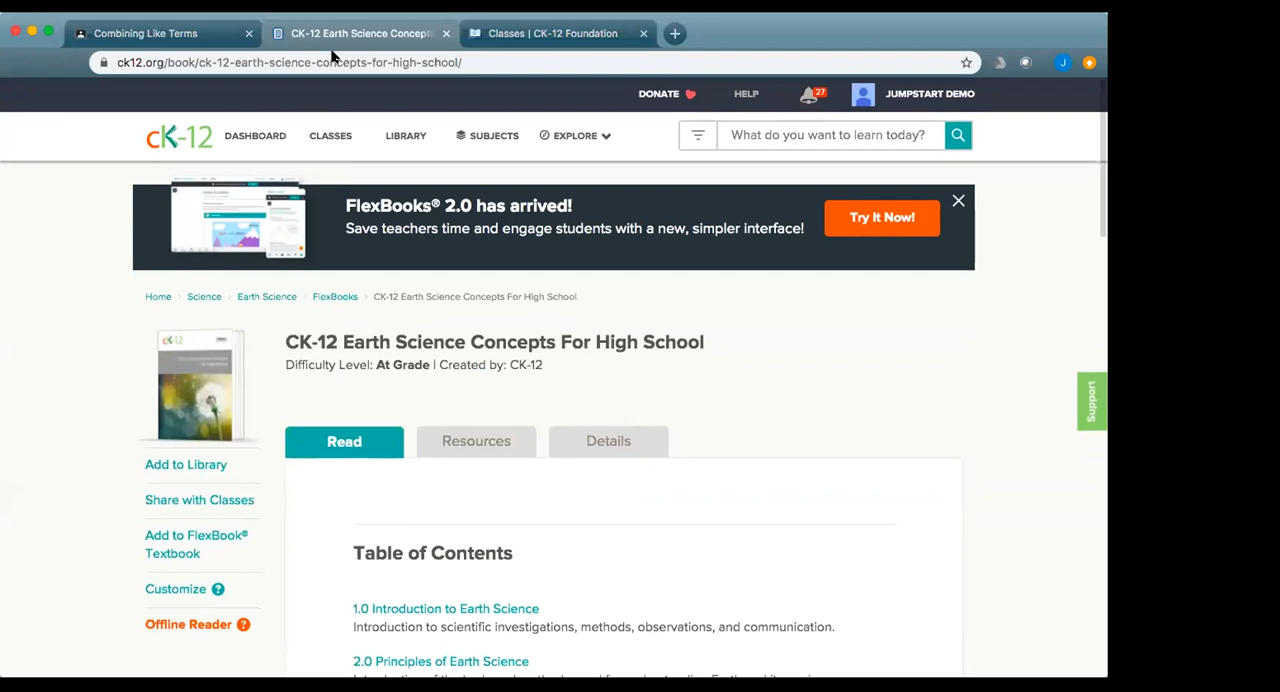 Combining Like Terms
CK-12 Earth Science Concept
Classes | CK-12 Foundation
ck12.org/book/ck-12-earth-science-concepts-for-high-school/
J
DONATE
HELP
27
JUMPSTART DEMO
cK-12
DASHBOARD
CLASSES
LIBRARY
SUBJECTS
EXPLORE
What do you want to learn today?
FlexBooks® 2.0 has arrived!
Save teachers time and engage students with a new, simpler interface!
Try It Now!
Home
Science
Earth Science
FlexBooks
CK-12 Earth Science Concepts For High School
CK-12 Earth Science Concepts For High School
Difficulty Level: At Grade | Created by: CK-12
cK-12
Add to Library
Share with Classes
Add to FlexBook®
Textbook
Customize ?
Offline Reader ?
Read
Resources
Details
Table of Contents
1.0 Introduction to Earth Science
Introduction to scientific investigations, methods, observations, and communication.
2.0 Principles of Earth Science
Support